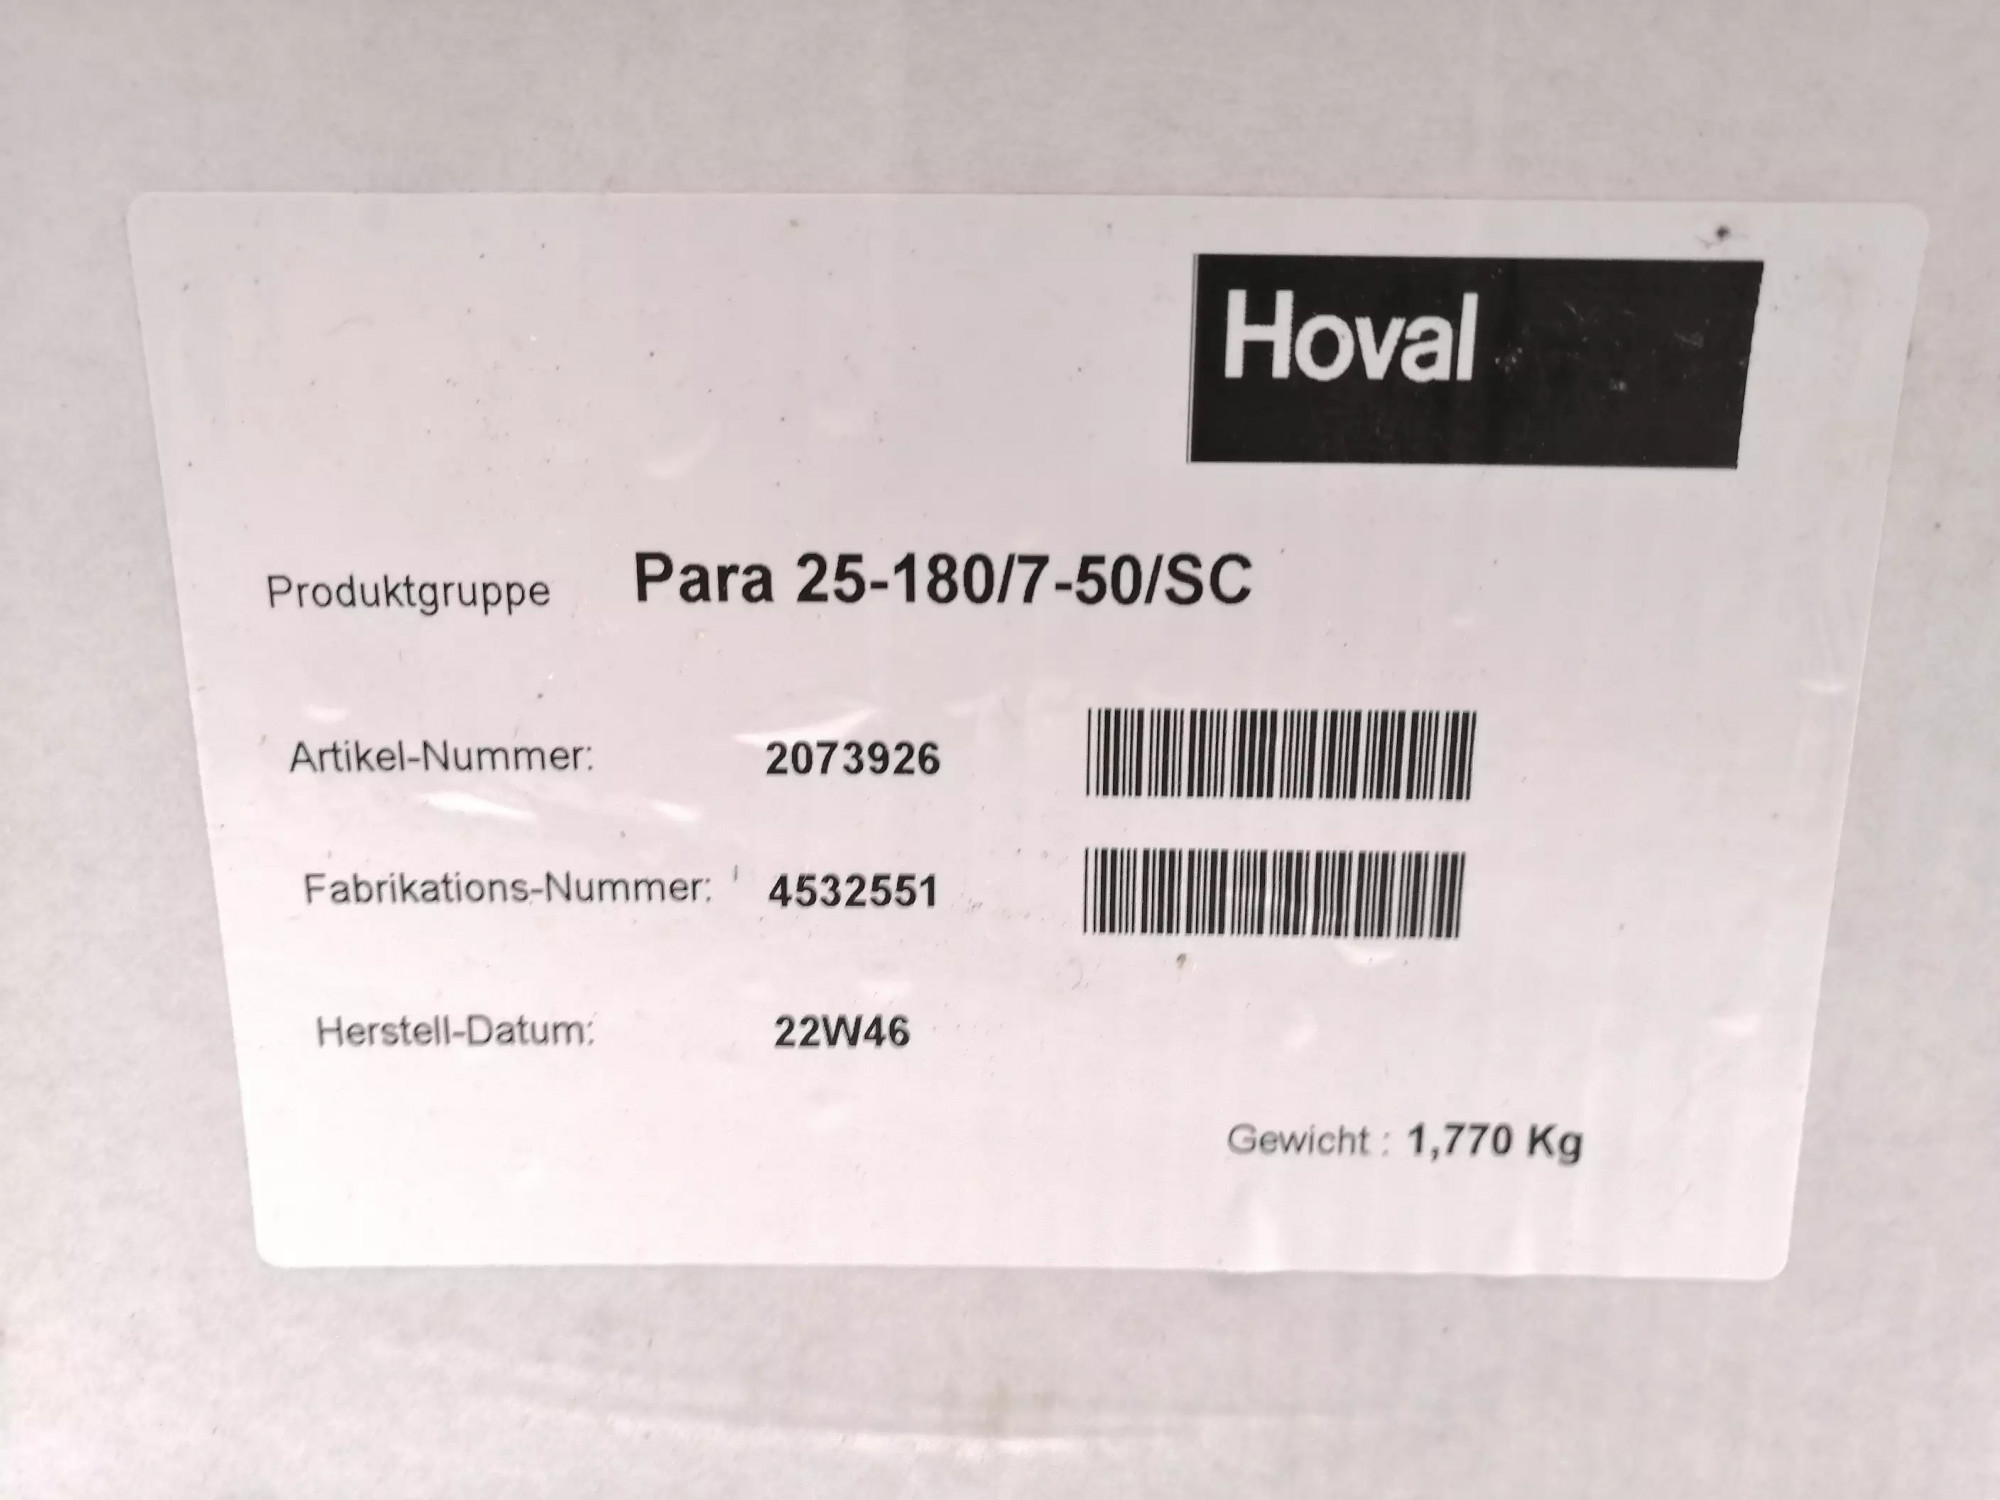 Hoval
Produktgruppe Para 25-180/7-50/SC
Artikel-Nummer: 2073926
Fabrikations-Nummer: 4532551
Herstell-Datum: 22W46
Gewicht : 1,770 Kg